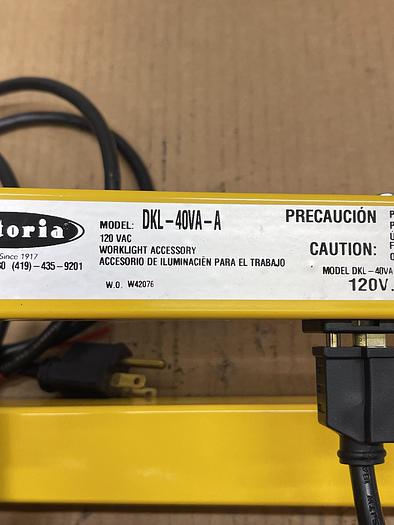 toria
Since 1917
30 (419)-435-9201
MODEL: DKL-40VA-A
120 VAC
WORKLIGHT ACCESSORY
ACCESORIO DE ILUMINACIÉN PARA EL TRABAJO
W.O. W42076
PRECAUCIÓN
CAUTION:
MODEL DKL-40VA
120V.